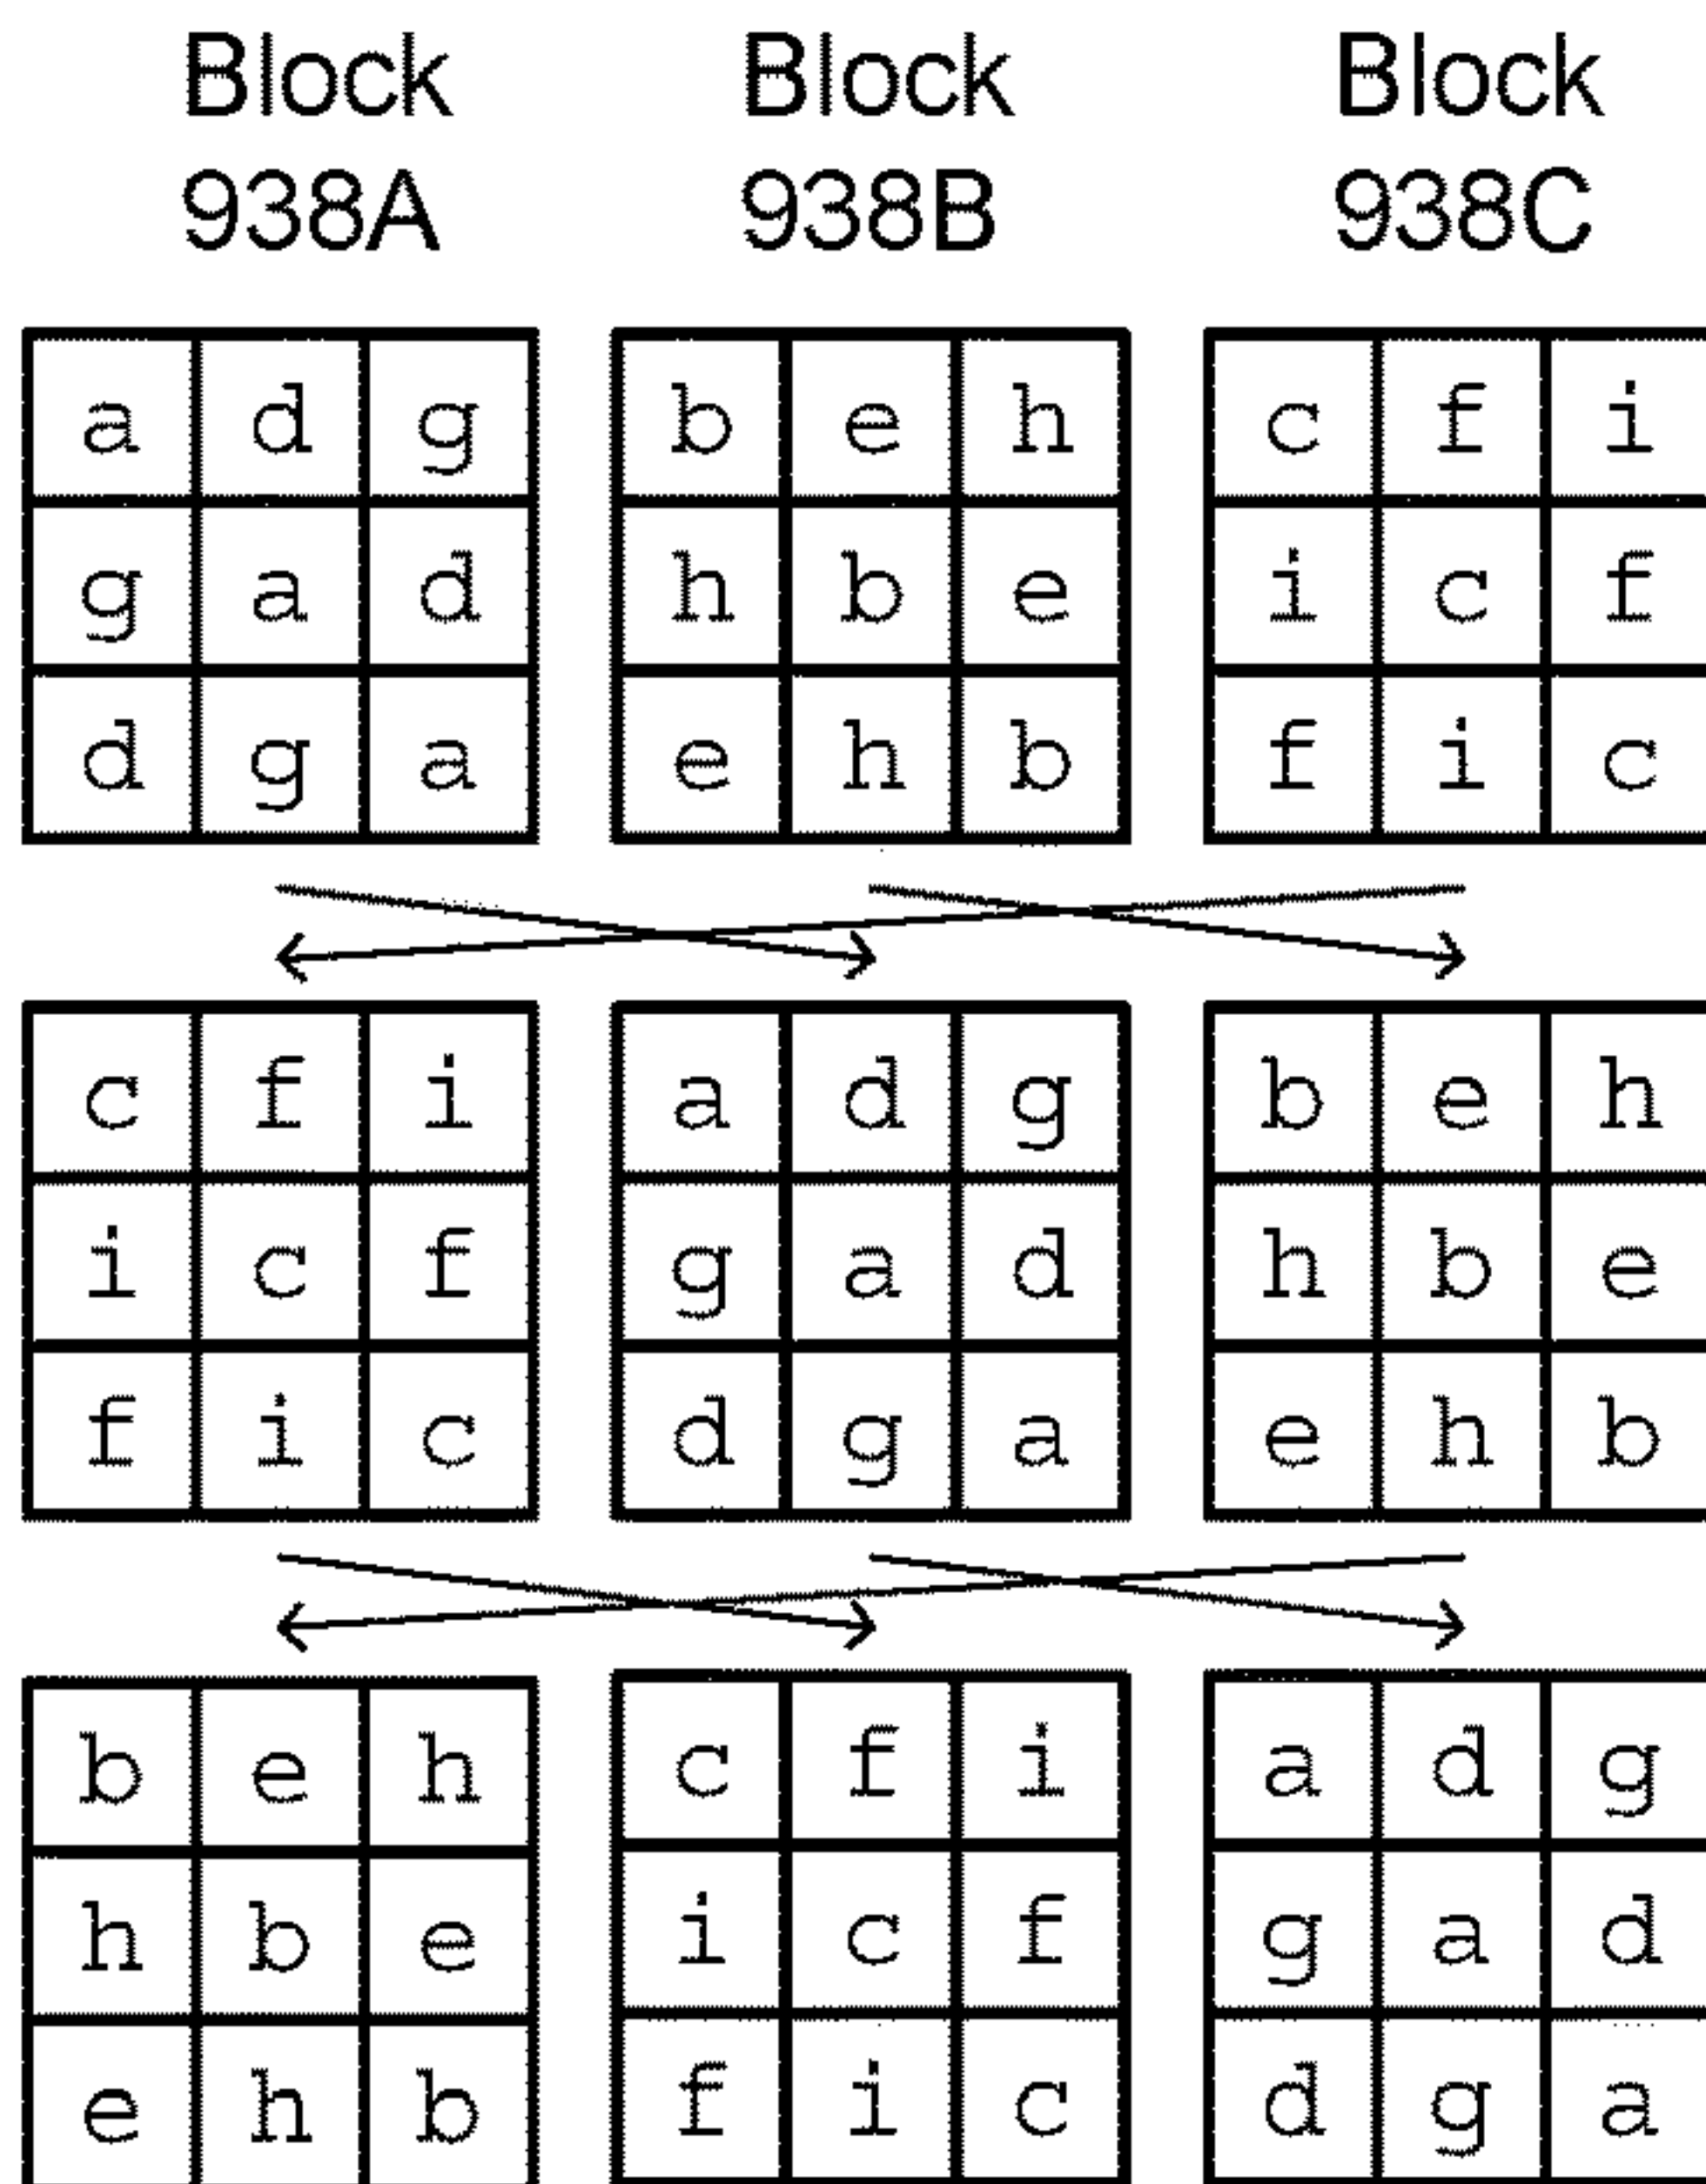 Block Block Block
938A 938B 938C
a d g b e h c f i
g a d h b e i c f
d g a e h b f i c
c f i a d g b e h
i c f g a d h b e
f i c d g a e h b
b e h c f i a d g
h b e i c f g a d
e h b f i c d g a